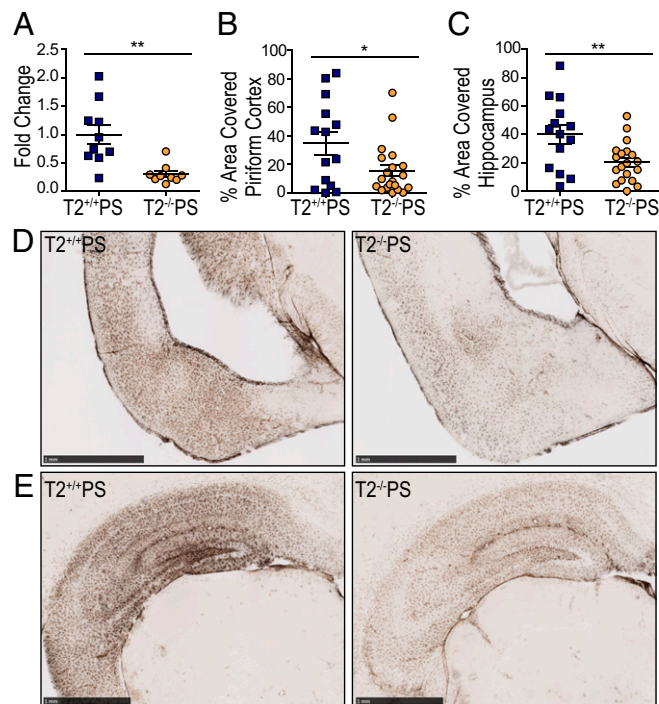 A
B
C
**
*
**
Fold Change
2.5
2.0
1.5
1.0
0.5
0.0
T2+/+PS
T2-/-PS
% Area Covered
Piriform Cortex
100
80
60
40
20
0
T2+/+PS
T2-/-PS
% Area Covered
Hippocampus
100
80
60
40
20
0
T2+/+PS
T2-/-PS
D
T2+/+PS
T2-/-PS
1 mm
1 mm
E
T2+/+PS
T2-/-PS
1 mm
1 mm